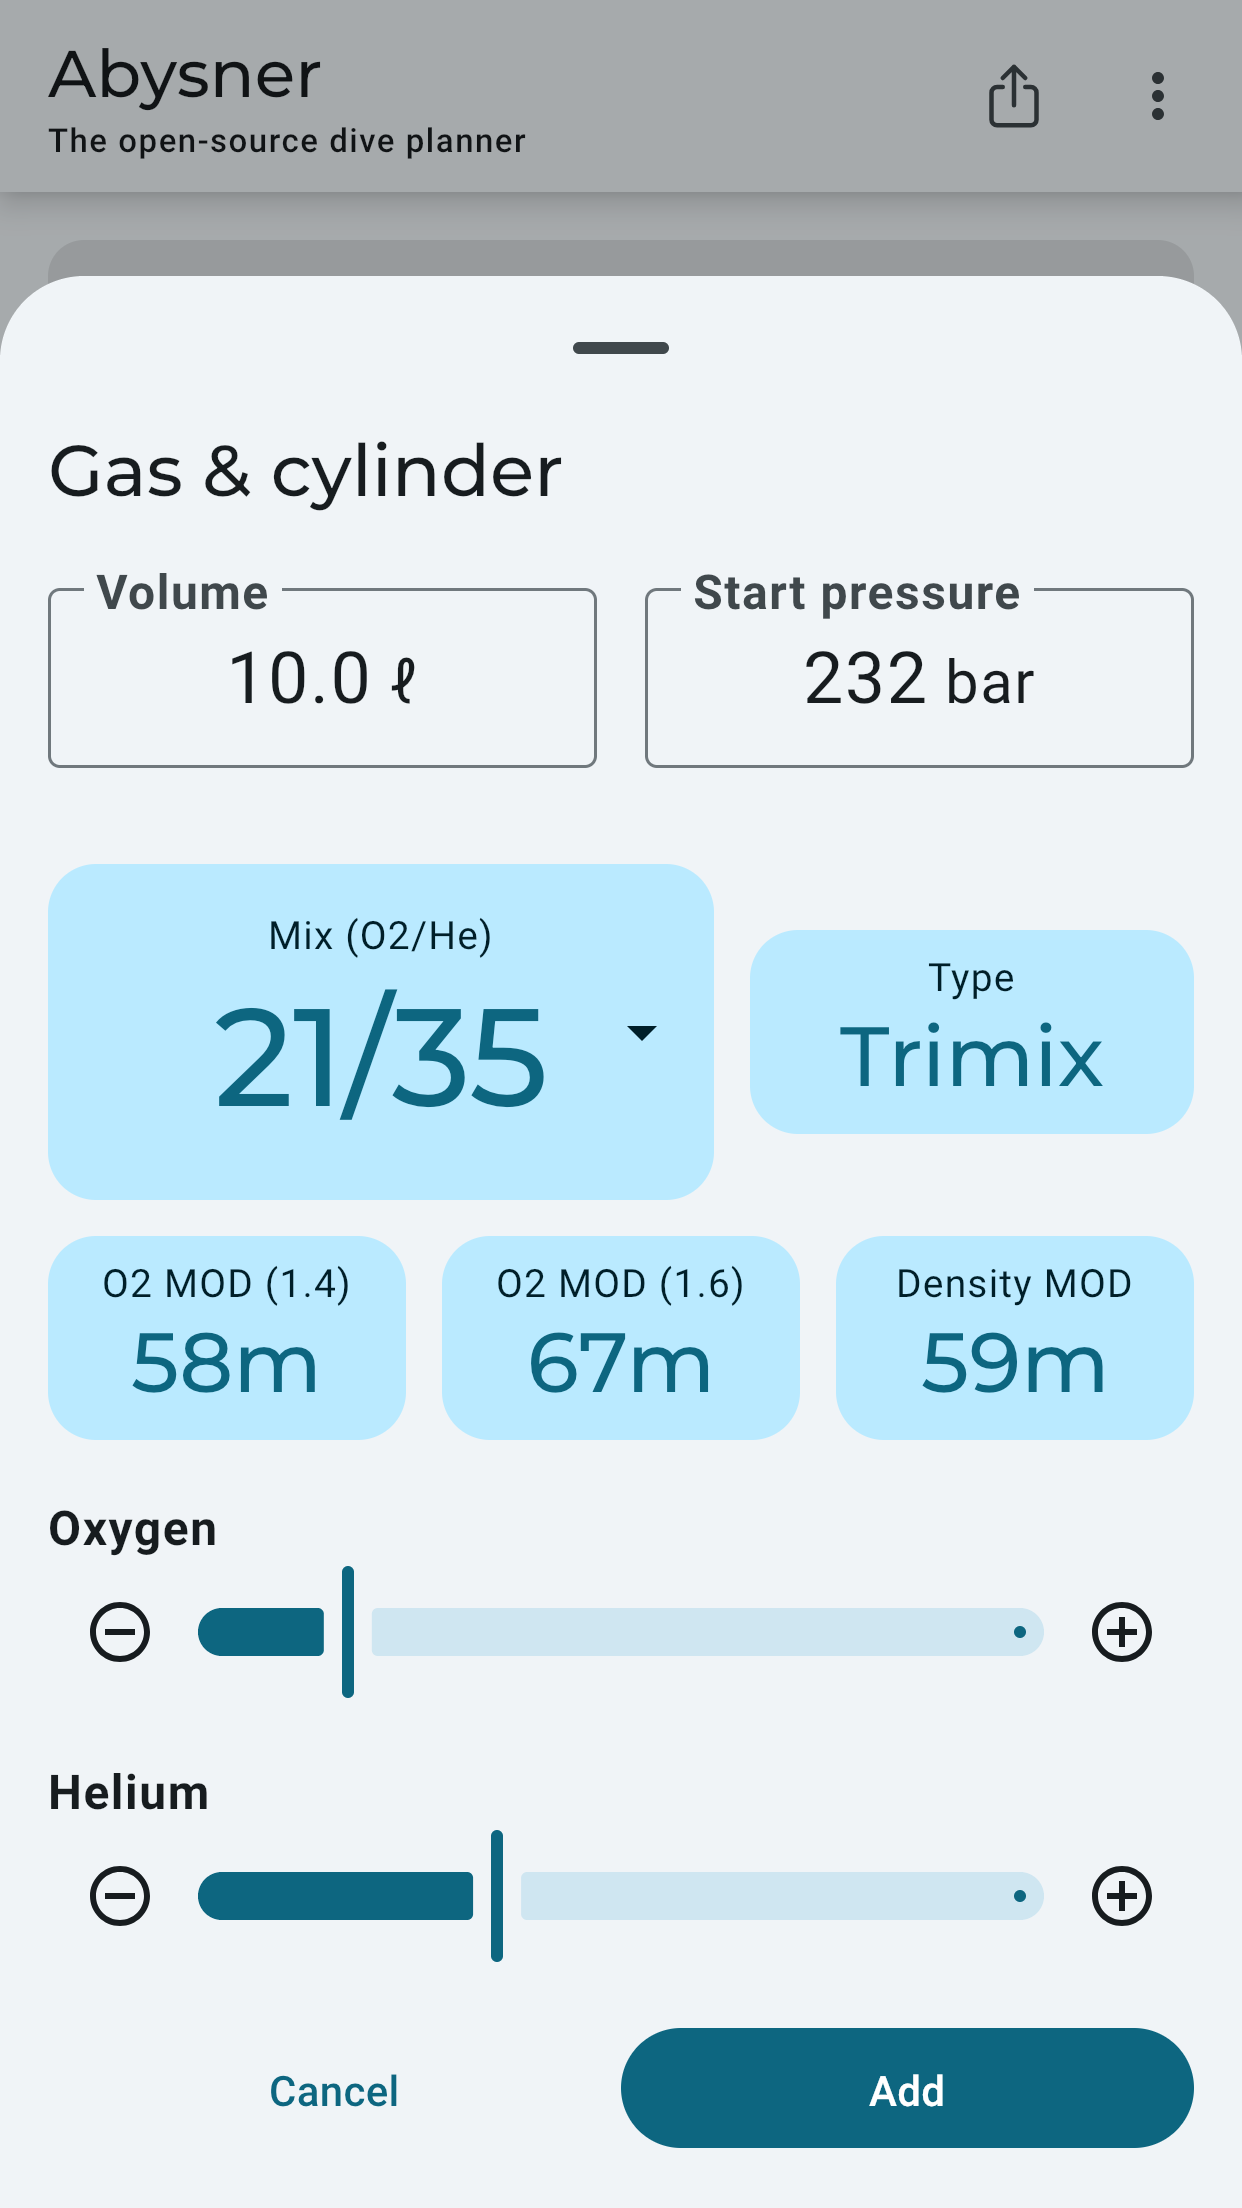 Abysner
The open-source dive planner
Gas & cylinder
Volume
10.0 ℓ
Start pressure
232 bar
Mix (O2/He)
21/35
Type
Trimix
O2 MOD (1.4)
58m
O2 MOD (1.6)
67m
Density MOD
59m
Oxygen
Helium
Cancel
Add